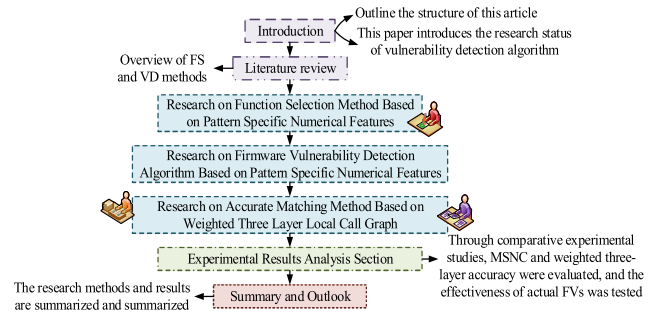 Introduction
Outline the structure of this article
This paper introduces the research status
of vulnerability detection algorithm
Overview of FS
and VD methods
Literature review
Research on Function Selection Method Based
on Pattern Specific Numerical Features
Research on Firmware Vulnerability Detection
Algorithm Based on Pattern Specific Numerical Features
Research on Accurate Matching Method Based on
Weighted Three Layer Local Call Graph
Experimental Results Analysis Section
Through comparative experimental
studies, MSNC and weighted three-
layer accuracy were evaluated, and the
effectiveness of actual FVs was tested
The research methods and results
are summarized and summarized
Summary and Outlook